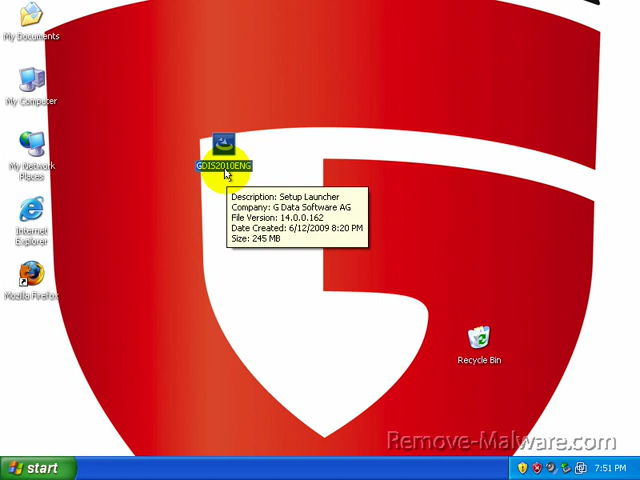 My Documents
My Computer
My Network
Places
Internet
Explorer
Mozilla Firefox
GDIS2010ENG
Description: Setup Launcher
Company: G Data Software AG
File Version: 14.0.0.162
Date Created: 6/12/2009 8:20 PM
Size: 245 MB
Recycle Bin
Remove-Malware.com
start
7:51 PM